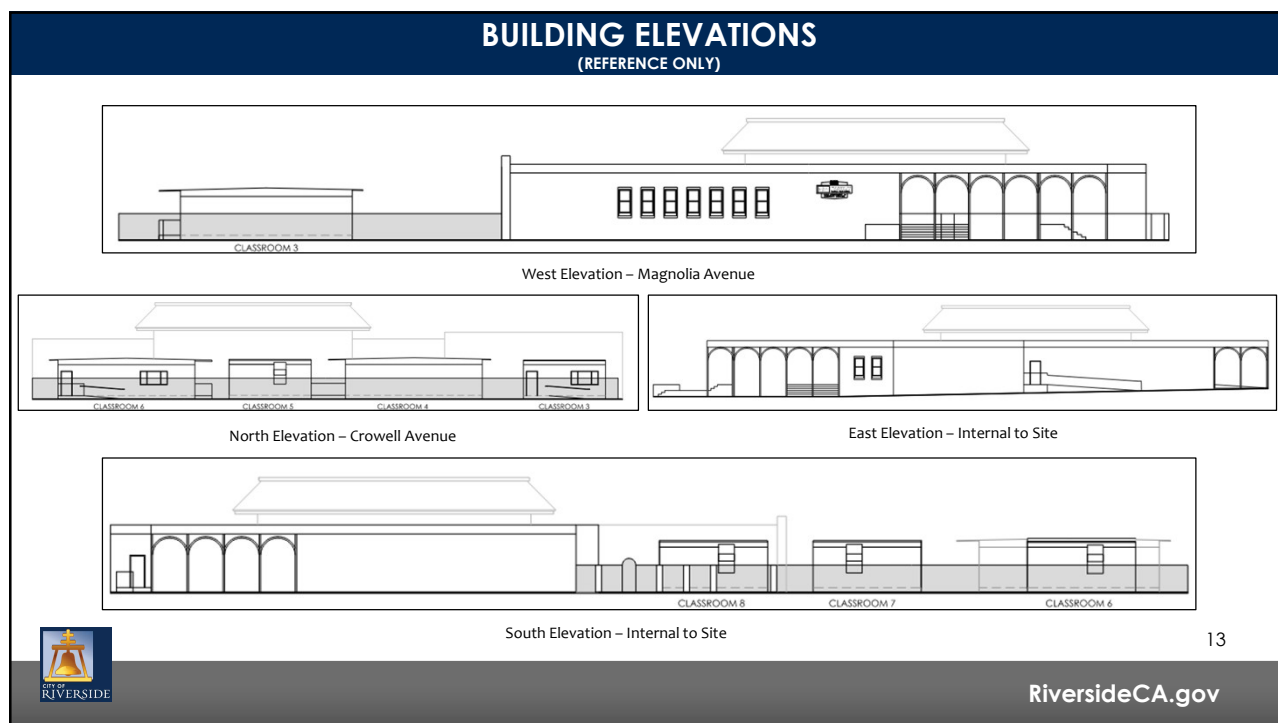 BUILDING ELEVATIONS
(REFERENCE ONLY)
CLASSROOM 3
West Elevation – Magnolia Avenue
CLASSROOM 6
CLASSROOM 5
CLASSROOM 4
CLASSROOM 3
North Elevation – Crowell Avenue
East Elevation – Internal to Site
CLASSROOM 8
CLASSROOM 7
CLASSROOM 6
South Elevation – Internal to Site
13
CITY OF
RIVERSIDE
RiversideCA.gov